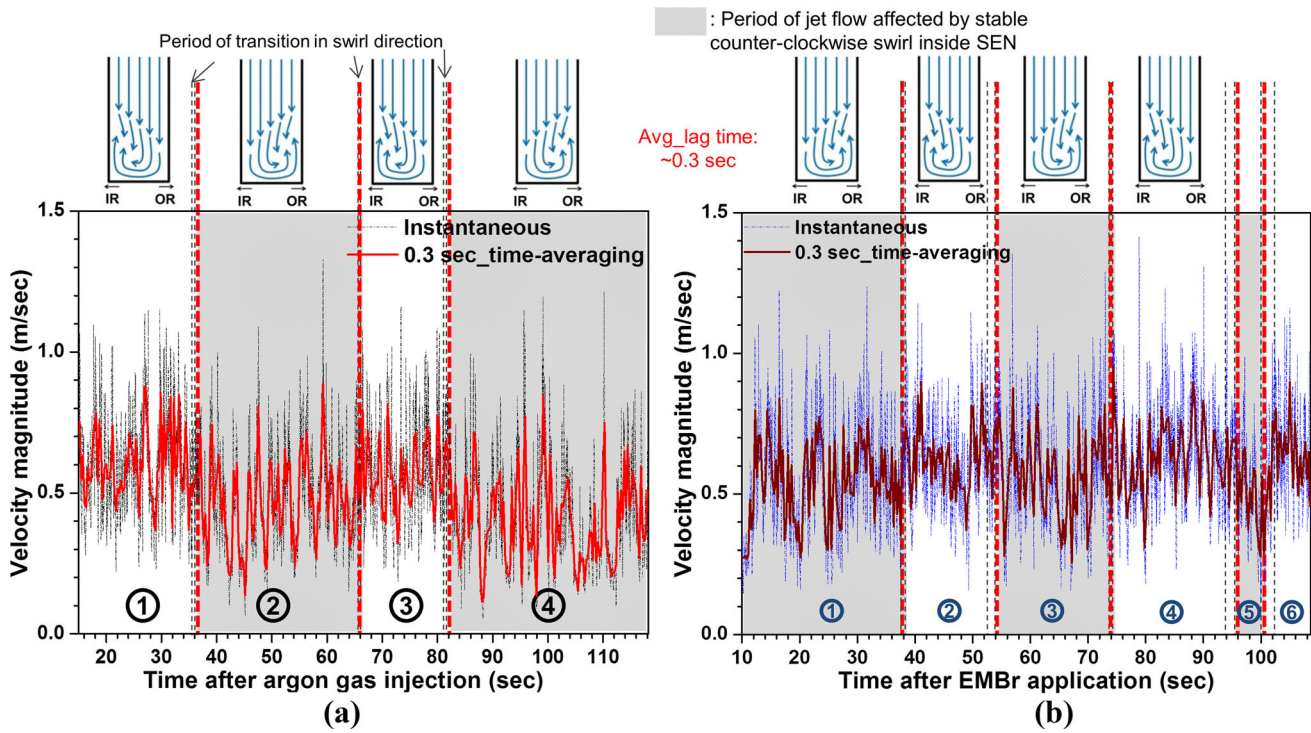 : Period of jet flow affected by stable
counter-clockwise swirl inside SEN
Period of transition in swirl direction
Avg_lag time:
~0.3 sec
IR OR IR OR IR OR IR OR
IR OR IR OR IR OR IR OR
1.5
Instantaneous
0.3 sec_time-averaging
1.0
0.5
0.0
Velocity magnitude (m/sec)
1 2 3 4
20 30 40 50 60 70 80 90 100 110
Time after argon gas injection (sec)
(a)
1.5
Instantaneous
0.3 sec_time-averaging
1.0
0.5
0.0
Velocity magnitude (m/sec)
1 2 3 4 5 6
10 20 30 40 50 60 70 80 90 100
Time after EMBr application (sec)
(b)